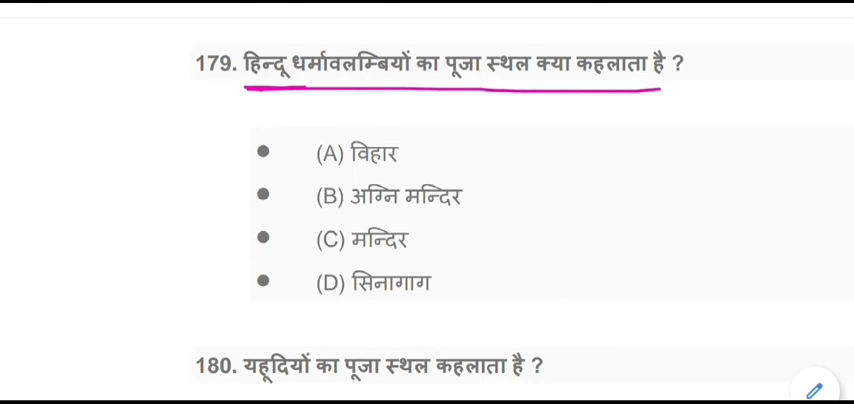 179. हिन्दू धर्मावलम्बियों का पूजा स्थल क्या कहलाता है ?
(A) विहार
(B) अग्नि मन्दिर
(C) मन्दिर
(D) सिनागाग
180. यहूदियों का पूजा स्थल कहलाता है ?